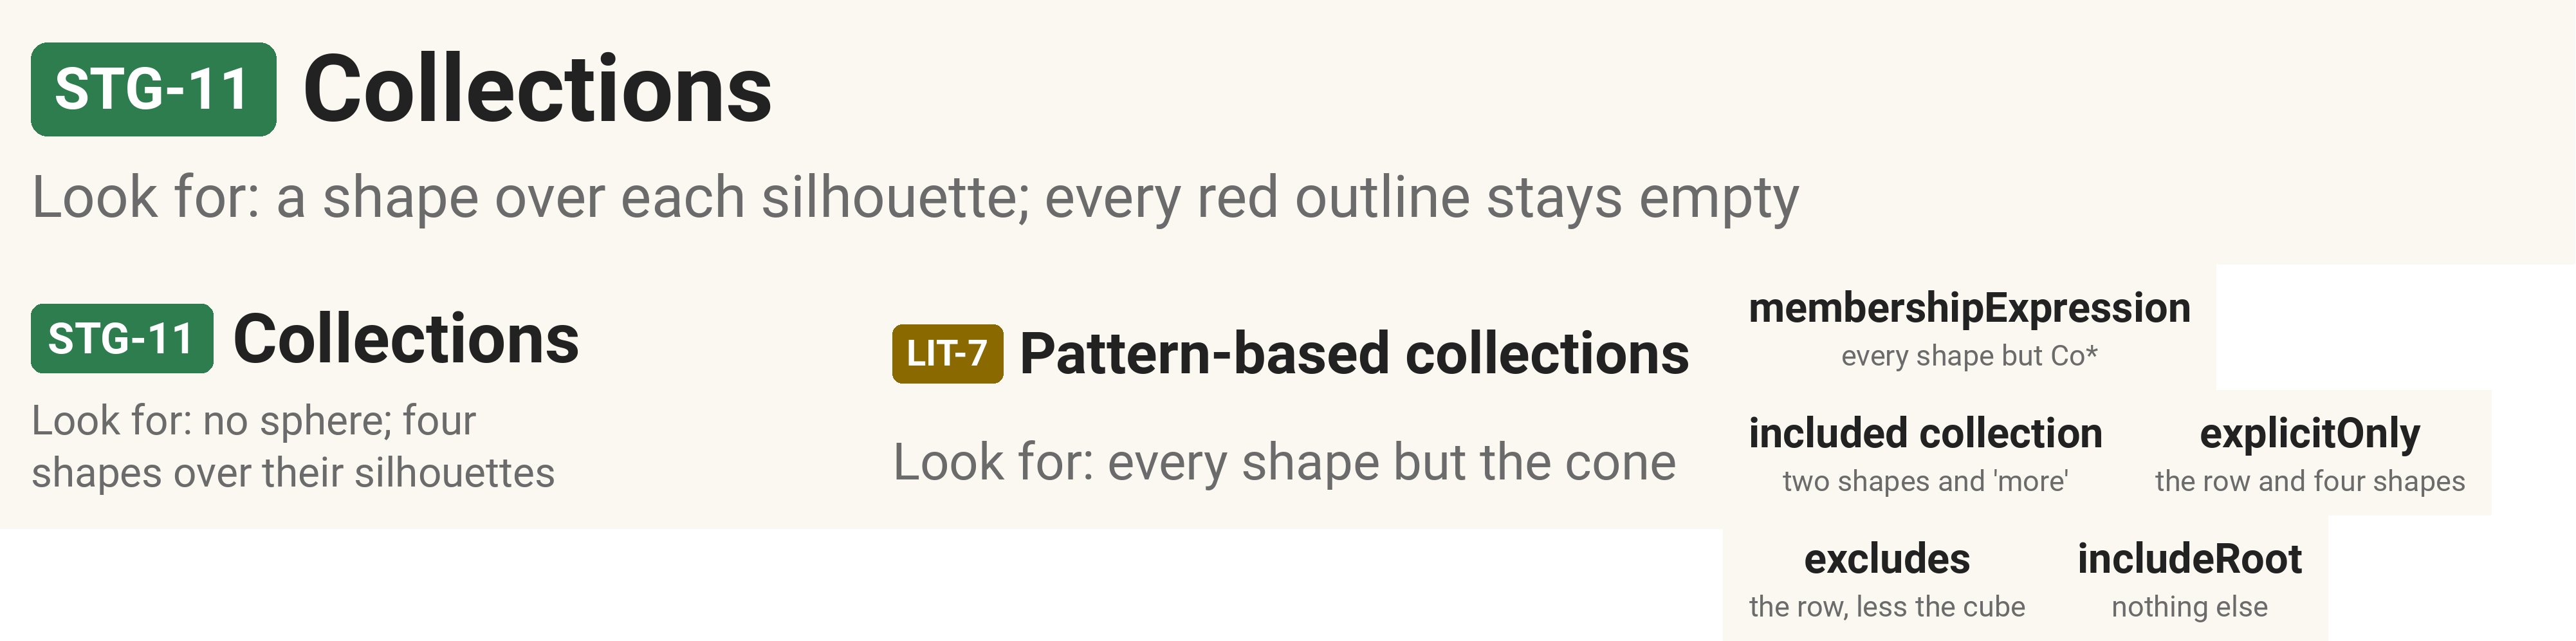 STG-11 Collections
Look for: a shape over each silhouette; every red outline stays empty
STG-11 Collections
Look for: no sphere; four
shapes over their silhouettes
LIT-7 Pattern-based collections
Look for: every shape but the cone
membershipExpression
every shape but Co*
included collection
two shapes and 'more'
explicitOnly
the row and four shapes
excludes
the row, less the cube
includeRoot
nothing else